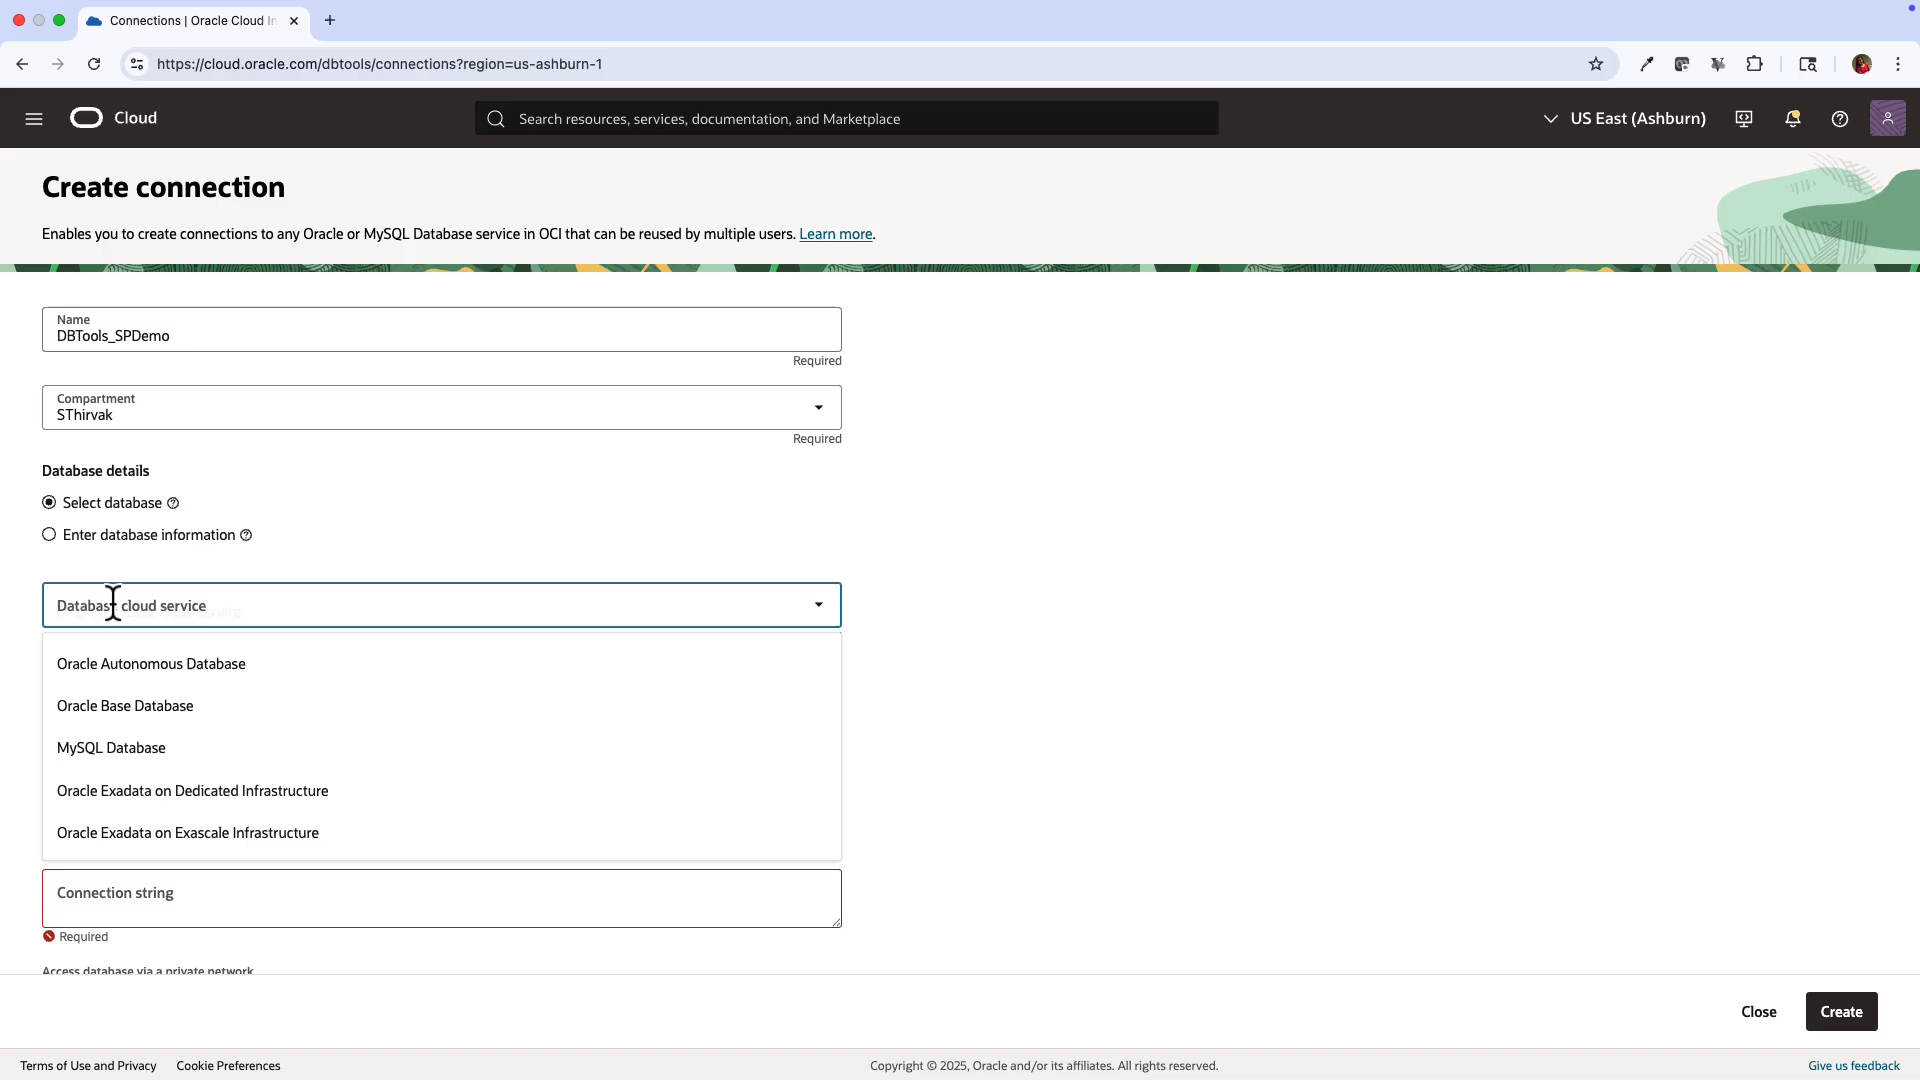 Connections | Oracle Cloud In
https://cloud.oracle.com/dbtools/connections?region=us-ashburn-1
Cloud
Search resources, services, documentation, and Marketplace
US East (Ashburn)
Create connection
Enables you to create connections to any Oracle or MySQL Database service in OCI that can be reused by multiple users. Learn more.
Name
DBTools_SPDemo
Required
Compartment
SThirvak
Required
Database details
Select database
Enter database information
Database cloud service
Oracle Autonomous Database
Oracle Base Database
MySQL Database
Oracle Exadata on Dedicated Infrastructure
Oracle Exadata on Exascale Infrastructure
Connection string
Required
Access database via a private network
Close
Create
Terms of Use and Privacy
Cookie Preferences
Copyright © 2025, Oracle and/or its affiliates. All rights reserved.
Give us feedback